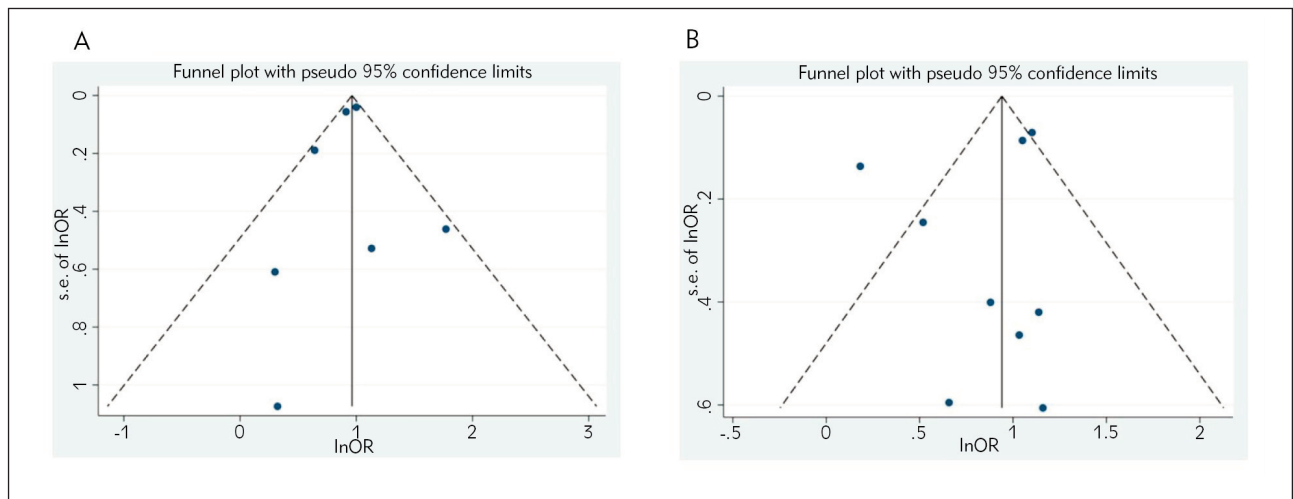 A
Funnel plot with pseudo 95% confidence limits
s.e. of lnOR
0
.2
.4
.6
.8
1
-1
0
1
2
3
lnOR
B
Funnel plot with pseudo 95% confidence limits
s.e. of lnOR
0
.2
.4
.6
-.5
0
.5
1
1.5
2
lnOR